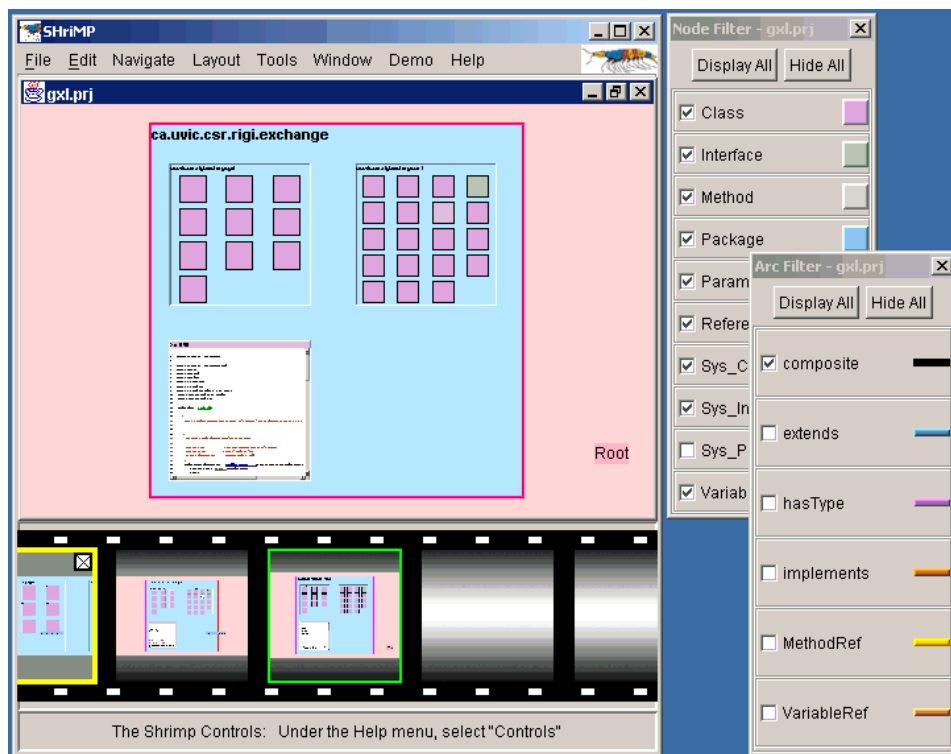 SHriMP
File Edit Navigate Layout Tools Window Demo Help
gxl.prj
ca.uvic.csr.rigi.exchange
Root
The Shrimp Controls: Under the Help menu, select "Controls"
Node Filter - gxl.prj
Display All Hide All
Class
Interface
Method
Package
Param
Refere
Sys_C
Sys_In
Sys_P
Variab
Arc Filter - gxl.prj
Display All Hide All
composite
extends
hasType
implements
MethodRef
VariableRef